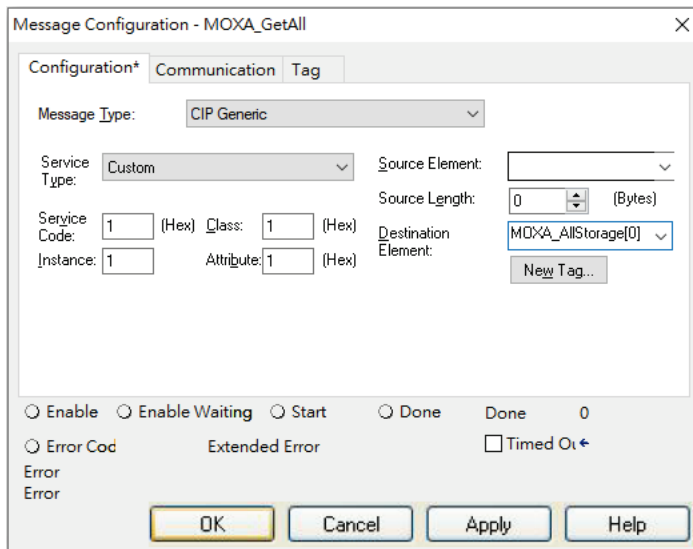 Message Configuration - MOXA_GetAll
Configuration* Communication Tag
Message Type: CIP Generic
Service Type: Custom
Source Element:
Source Length: 0 (Bytes)
Service Code: 1 (Hex) Class: 1 (Hex)
Destination Element: MOXA_AllStorage[0]
Instance: 1 Attribute: 1 (Hex)
New Tag...
Enable Enable Waiting Start Done Done 0
Error Cod Extended Error Timed Ou
Error
Error
OK Cancel Apply Help